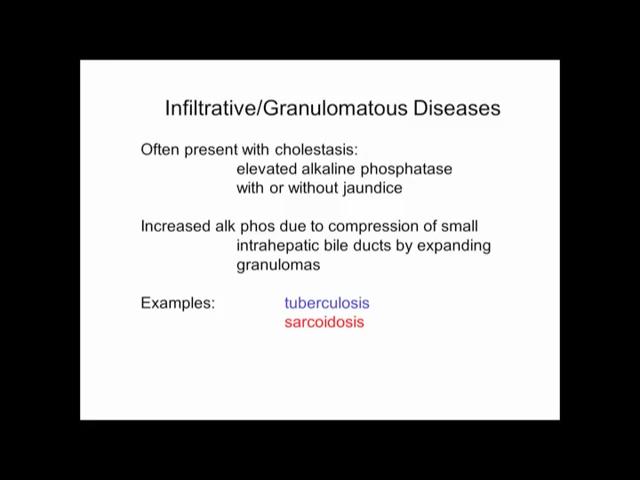 Infiltrative/Granulomatous Diseases
Often present with cholestasis:
elevated alkaline phosphatase
with or without jaundice
Increased alk phos due to compression of small
intrahepatic bile ducts by expanding
granulomas
Examples: tuberculosis
sarcoidosis